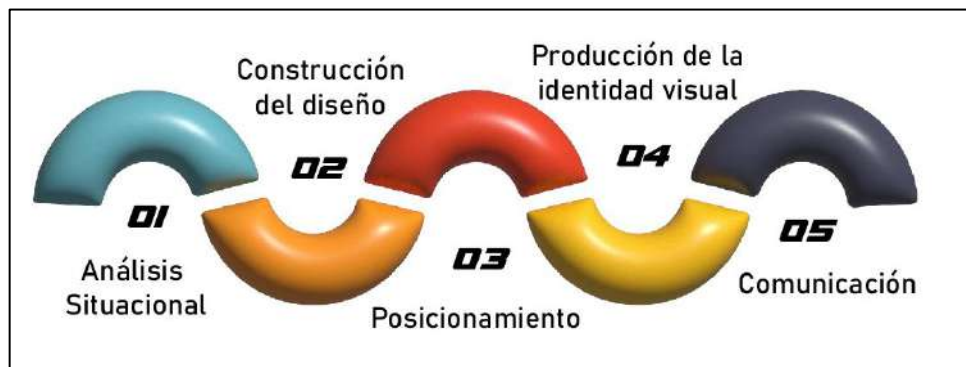 01
Análisis
Situacional
Construcción
del diseño
02
03
Posicionamiento
Producción de la
identidad visual
04
05
Comunicación